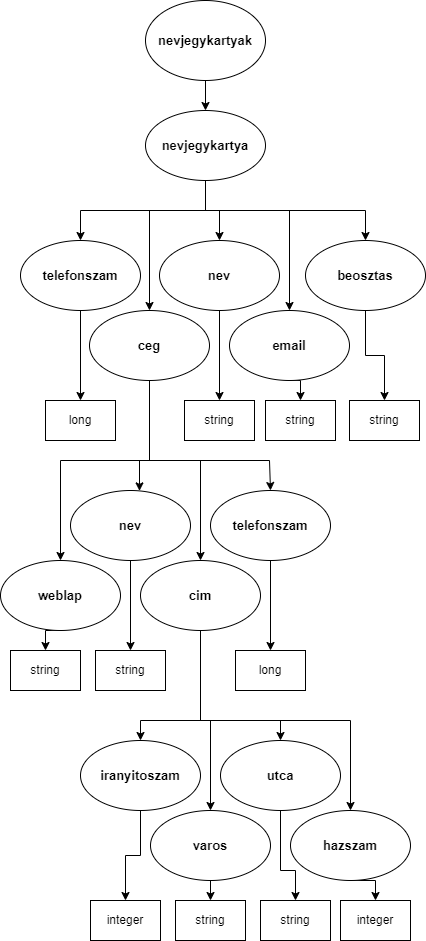 nevjegykartyak
nevjegykartya
telefonszam
nev
beosztas
ceg
email
long
string
string
string
nev
telefonszam
weblap
cim
string
string
long
iranyitoszam
utca
varos
hazszam
integer
string
string
integer